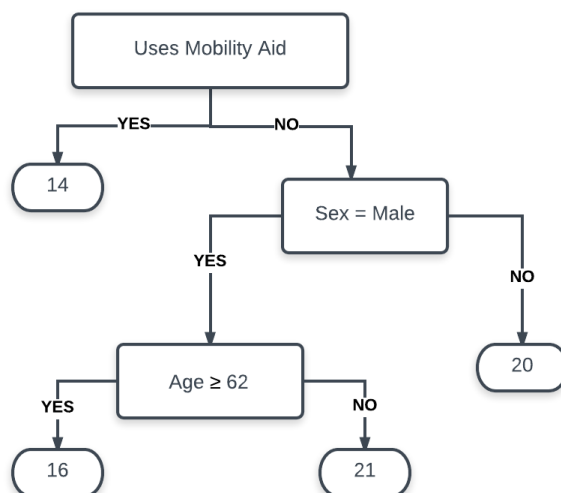 Uses Mobility Aid
YES
NO
14
Sex = Male
YES
NO
Age ≥ 62
20
YES
NO
16
21